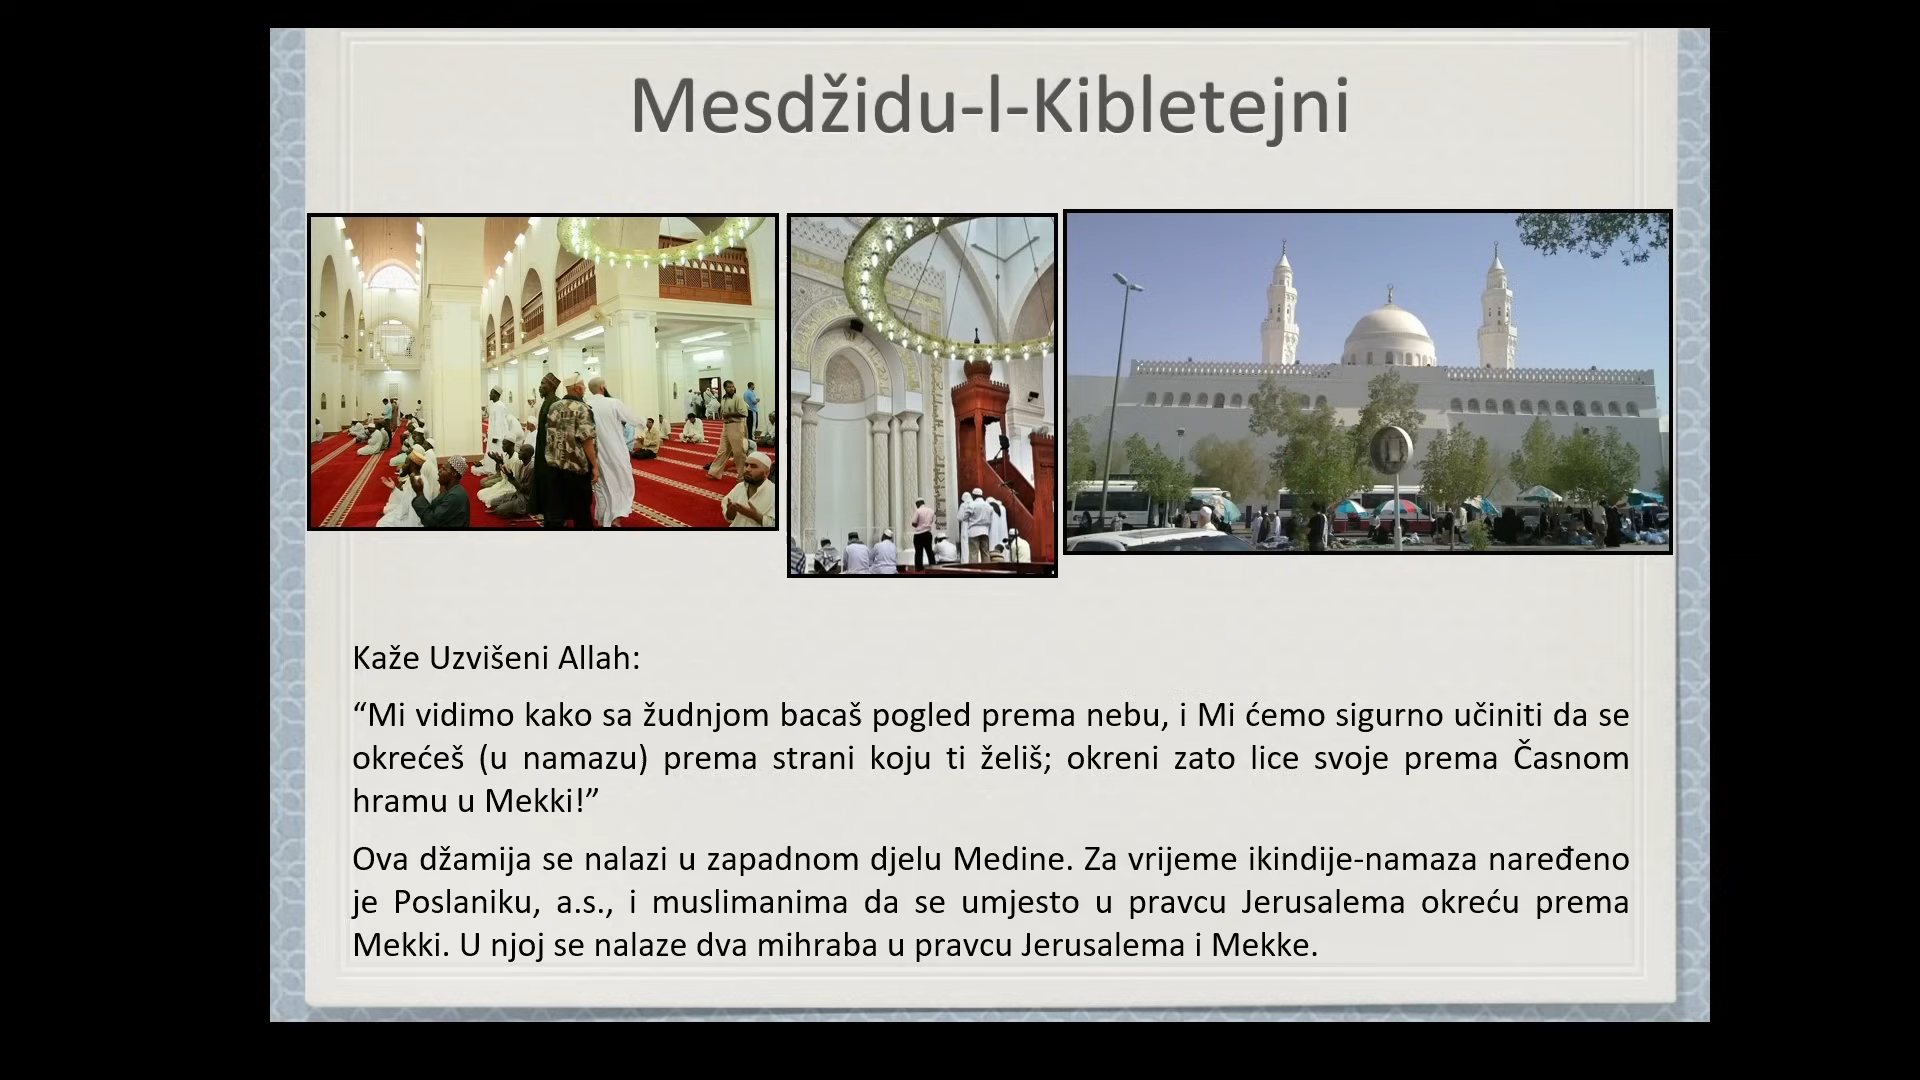 Mesdžidu-l-Kibletejni
Kaže Uzvišeni Allah:
“Mi vidimo kako sa žudnjom bacaš pogled prema nebu, i Mi ćemo sigurno učiniti da se
okrećeš (u namazu) prema strani koju ti želiš; okreni zato lice svoje prema Časnom
hramu u Mekki!”
Ova džamija se nalazi u zapadnom djelu Medine. Za vrijeme ikindije-namaza naređeno
je Poslaniku, a.s., i muslimanima da se umjesto u pravcu Jerusalema okreću prema
Mekki. U njoj se nalaze dva mihraba u pravcu Jerusalema i Mekke.